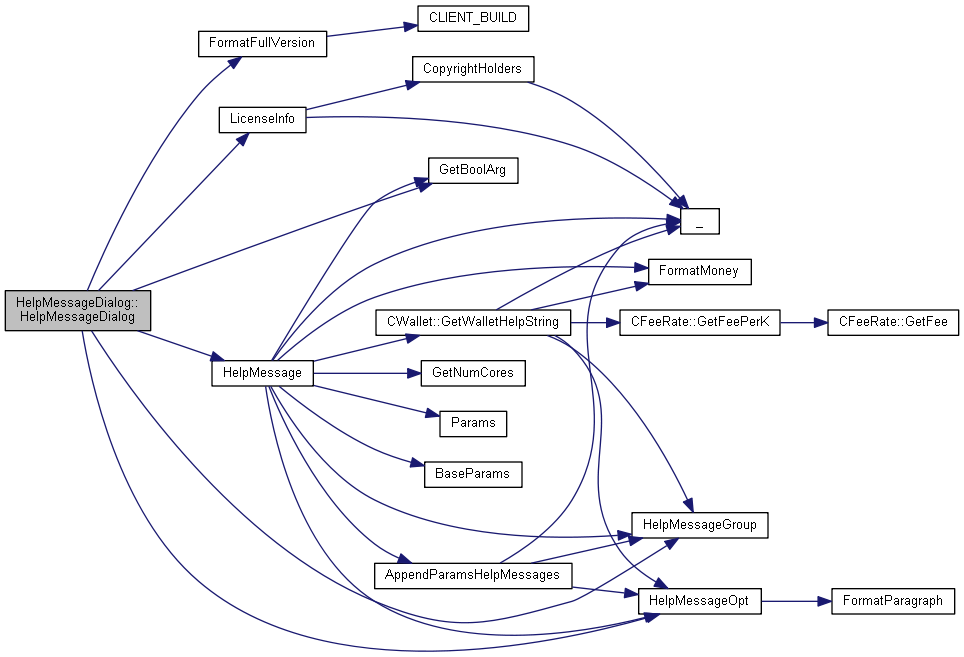 CLIENT_BUILD
FormatFullVersion
CopyrightHolders
LicenseInfo
GetBoolArg
_
FormatMoney
HelpMessageDialog::
HelpMessageDialog
CWallet::GetWalletHelpString
CFeeRate::GetFeePerK
CFeeRate::GetFee
HelpMessage
GetNumCores
Params
BaseParams
HelpMessageGroup
AppendParamsHelpMessages
HelpMessageOpt
FormatParagraph